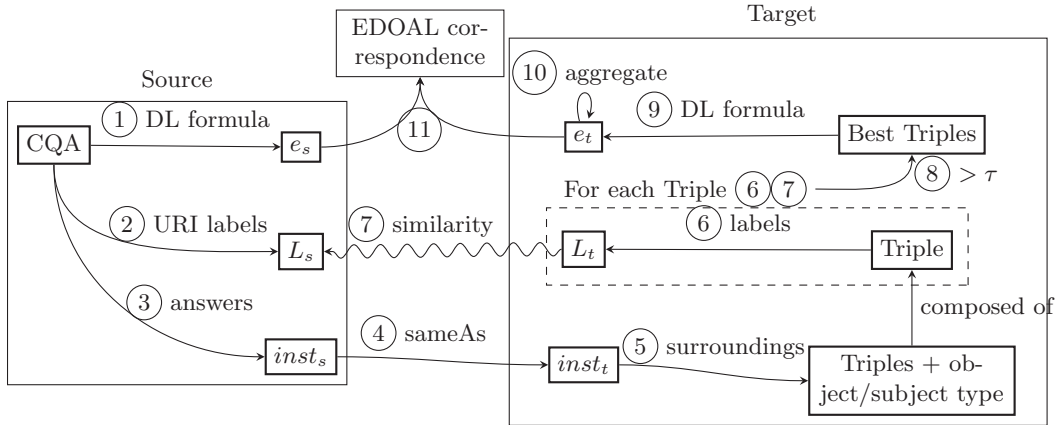 Target
EDOAL cor-
respondence
Source
10 aggregate
1 DL formula
9 DL formula
CQA
e_s
11
e_t
Best Triples
8 > τ
For each Triple 6 7
2 URI labels
7 similarity
6 labels
L_s
L_t
Triple
3 answers
composed of
4 sameAs
5 surroundings
inst_s
inst_t
Triples + ob-
ject/subject type